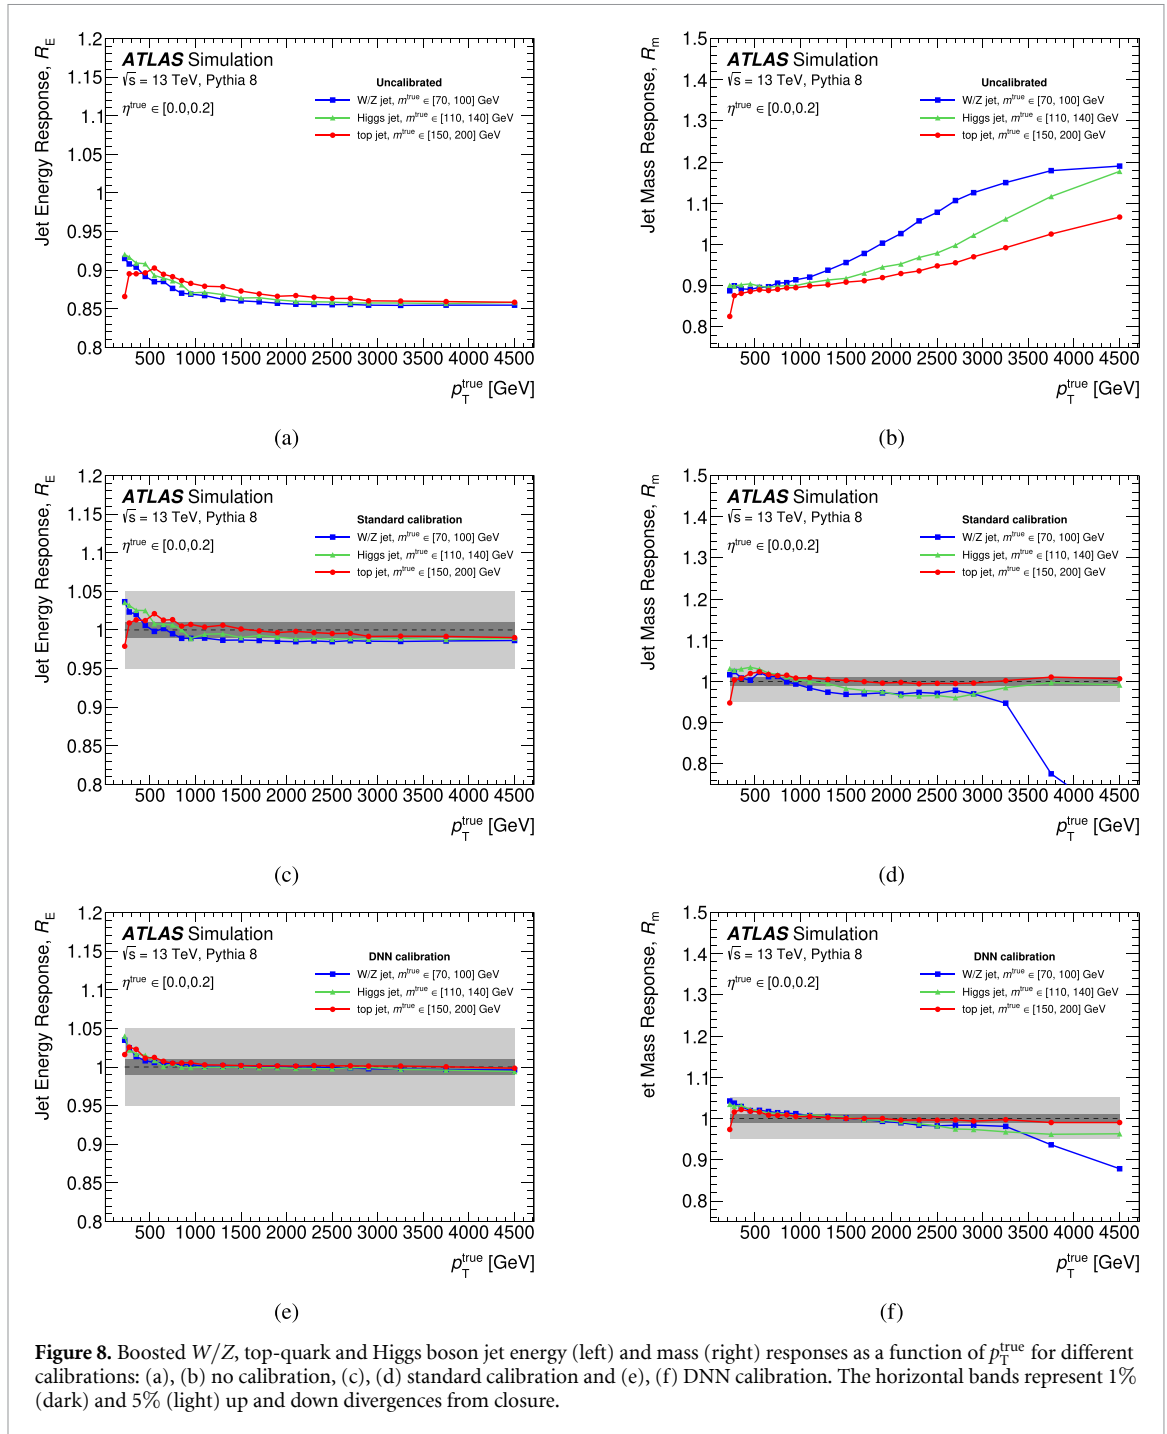 Jet Energy Response, R_E
1.2
1.15
1.1
1.05
1
0.95
0.9
0.85
0.8
ATLAS Simulation
√s = 13 TeV, Pythia 8
η^true ∈ [0.0,0.2]
Uncalibrated
W/Z jet, m^true ∈ [70, 100] GeV
Higgs jet, m^true ∈ [110, 140] GeV
top jet, m^true ∈ [150, 200] GeV
500 1000 1500 2000 2500 3000 3500 4000 4500
p_T^true [GeV]
(a)
Jet Mass Response, R_m
1.5
1.4
1.3
1.2
1.1
1
0.9
0.8
ATLAS Simulation
√s = 13 TeV, Pythia 8
η^true ∈ [0.0,0.2]
Uncalibrated
W/Z jet, m^true ∈ [70, 100] GeV
Higgs jet, m^true ∈ [110, 140] GeV
top jet, m^true ∈ [150, 200] GeV
500 1000 1500 2000 2500 3000 3500 4000 4500
p_T^true [GeV]
(b)
Jet Energy Response, R_E
1.2
1.15
1.1
1.05
1
0.95
0.9
0.85
0.8
ATLAS Simulation
√s = 13 TeV, Pythia 8
η^true ∈ [0.0,0.2]
Standard calibration
W/Z jet, m^true ∈ [70, 100] GeV
Higgs jet, m^true ∈ [110, 140] GeV
top jet, m^true ∈ [150, 200] GeV
500 1000 1500 2000 2500 3000 3500 4000 4500
p_T^true [GeV]
(c)
Jet Mass Response, R_m
1.5
1.4
1.3
1.2
1.1
1
0.9
0.8
ATLAS Simulation
√s = 13 TeV, Pythia 8
η^true ∈ [0.0,0.2]
Standard calibration
W/Z jet, m^true ∈ [70, 100] GeV
Higgs jet, m^true ∈ [110, 140] GeV
top jet, m^true ∈ [150, 200] GeV
500 1000 1500 2000 2500 3000 3500 4000 4500
p_T^true [GeV]
(d)
Jet Energy Response, R_E
1.2
1.15
1.1
1.05
1
0.95
0.9
0.85
0.8
ATLAS Simulation
√s = 13 TeV, Pythia 8
η^true ∈ [0.0,0.2]
DNN calibration
W/Z jet, m^true ∈ [70, 100] GeV
Higgs jet, m^true ∈ [110, 140] GeV
top jet, m^true ∈ [150, 200] GeV
500 1000 1500 2000 2500 3000 3500 4000 4500
p_T^true [GeV]
(e)
et Mass Response, R_m
1.5
1.4
1.3
1.2
1.1
1
0.9
0.8
ATLAS Simulation
√s = 13 TeV, Pythia 8
η^true ∈ [0.0,0.2]
DNN calibration
W/Z jet, m^true ∈ [70, 100] GeV
Higgs jet, m^true ∈ [110, 140] GeV
top jet, m^true ∈ [150, 200] GeV
500 1000 1500 2000 2500 3000 3500 4000 4500
p_T^true [GeV]
(f)
Figure 8. Boosted W/Z, top-quark and Higgs boson jet energy (left) and mass (right) responses as a function of p_T^true for different
calibrations: (a), (b) no calibration, (c), (d) standard calibration and (e), (f) DNN calibration. The horizontal bands represent 1%
(dark) and 5% (light) up and down divergences from closure.